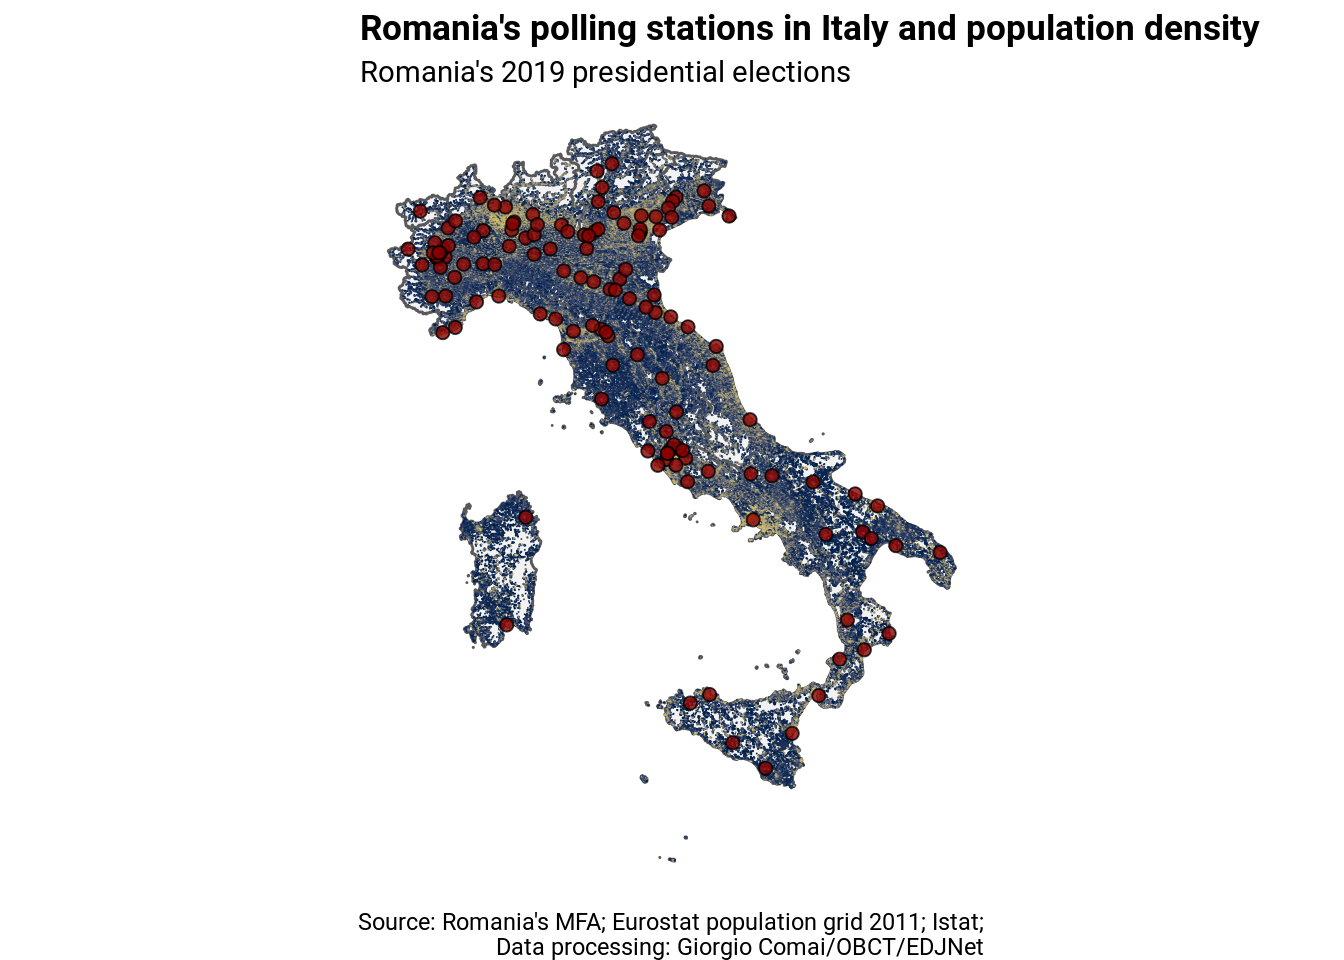 Romania's polling stations in Italy and population density
Romania's 2019 presidential elections
Source: Romania's MFA; Eurostat population grid 2011; Istat;
Data processing: Giorgio Comai/OBCT/EDJNet